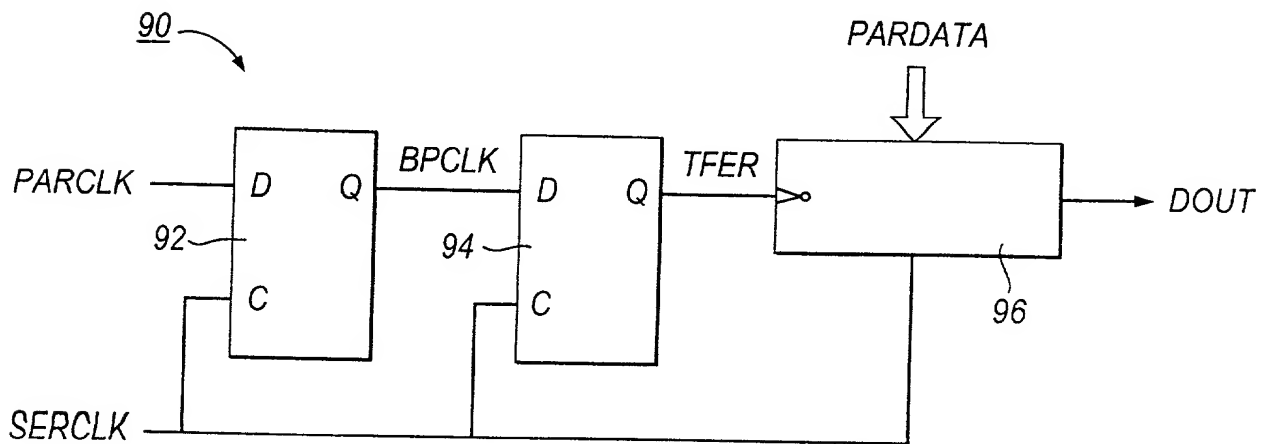 90
PARDATA
PARCLK
D
Q
BPCLK
D
Q
TFER
DOUT
92
94
C
C
96
SERCLK